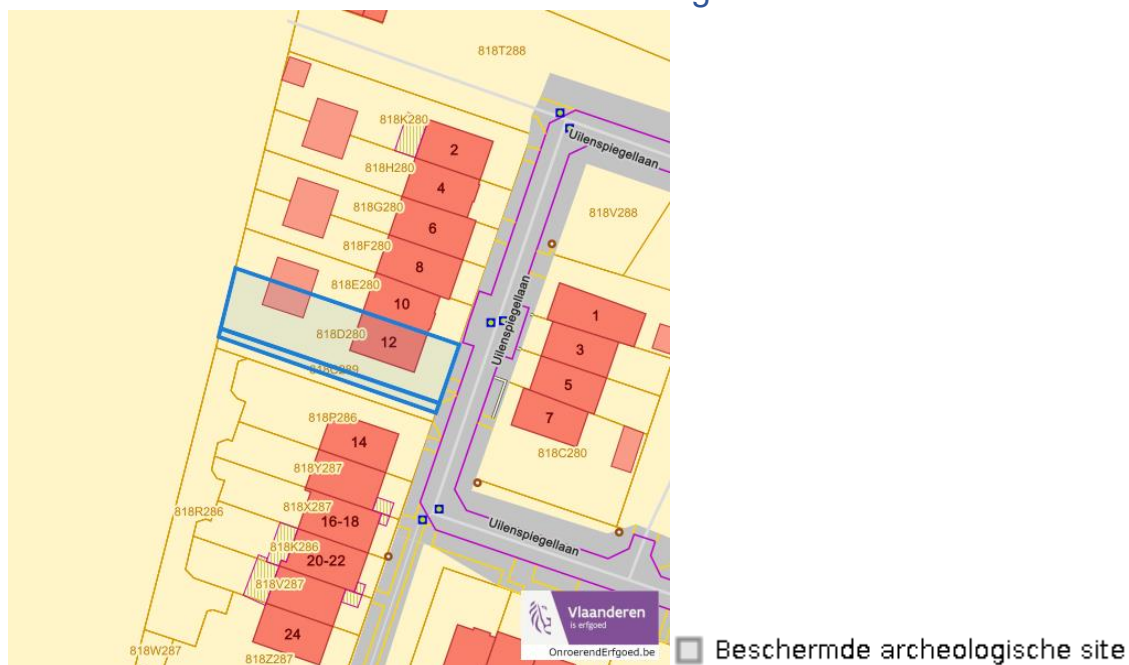 g
818T288
Uilenspiegellaan
818K280
2
818H280
4
818G280
6
818V288
818F280
8
818E280
10
Uilenspiegellaan
1
818D280
12
3
5
7
818P286
14
818C280
818Y287
818X287
818R286
16-18
Uilenspiegellaan
818K286
20-22
818V287
24
818W287
818Z287
Vlaanderen
is erfgoed
OnroerendErfgoed.be
Beschermde archeologische site